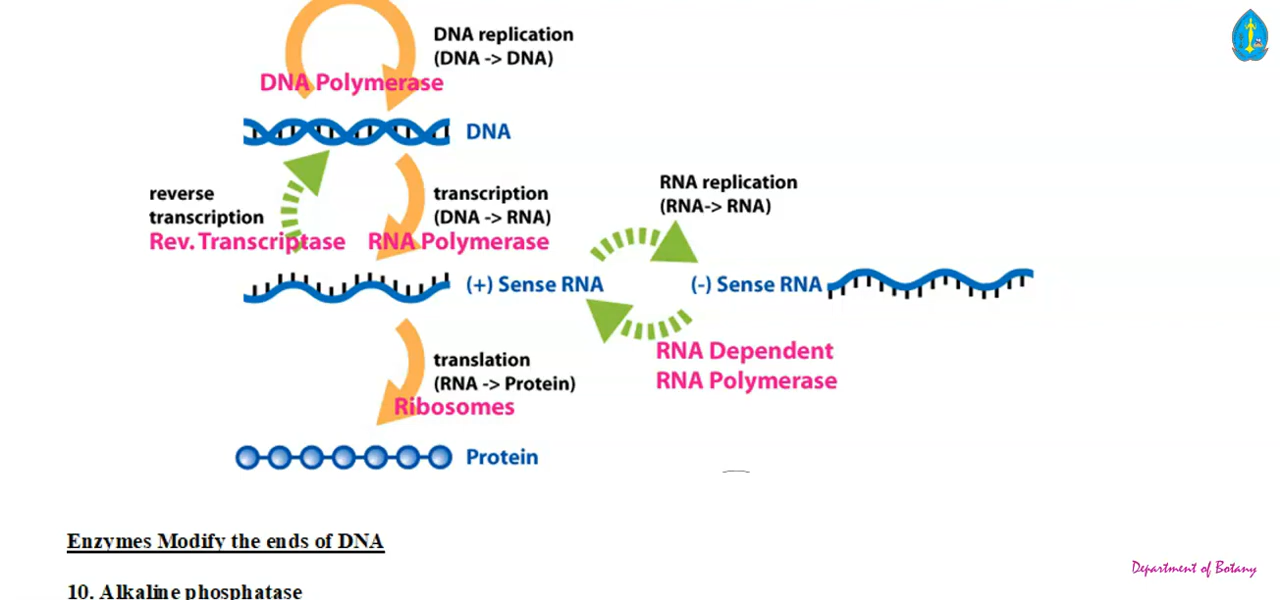 DNA replication
(DNA -> DNA)
DNA Polymerase
DNA
reverse
transcription
Rev. Transcriptase
transcription
(DNA -> RNA)
RNA Polymerase
RNA replication
(RNA-> RNA)
(+) Sense RNA
(-) Sense RNA
RNA Dependent
RNA Polymerase
translation
(RNA -> Protein)
Ribosomes
Protein
Enzymes Modify the ends of DNA
Department of Botany
10. Alkaline phosphatase